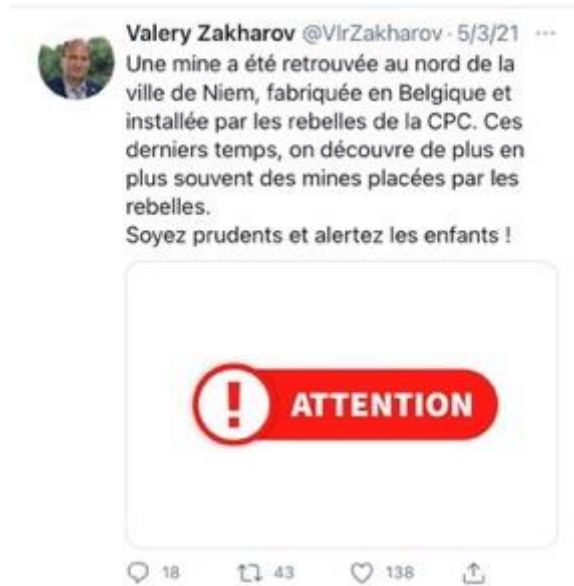 Valery Zakharov @VlrZakharov · 5/3/21 ···
Une mine a été retrouvée au nord de la
ville de Niem, fabriquée en Belgique et
installée par les rebelles de la CPC. Ces
derniers temps, on découvre de plus en
plus souvent des mines placées par les
rebelles.
Soyez prudents et alertez les enfants !
! ATTENTION
18 43 138